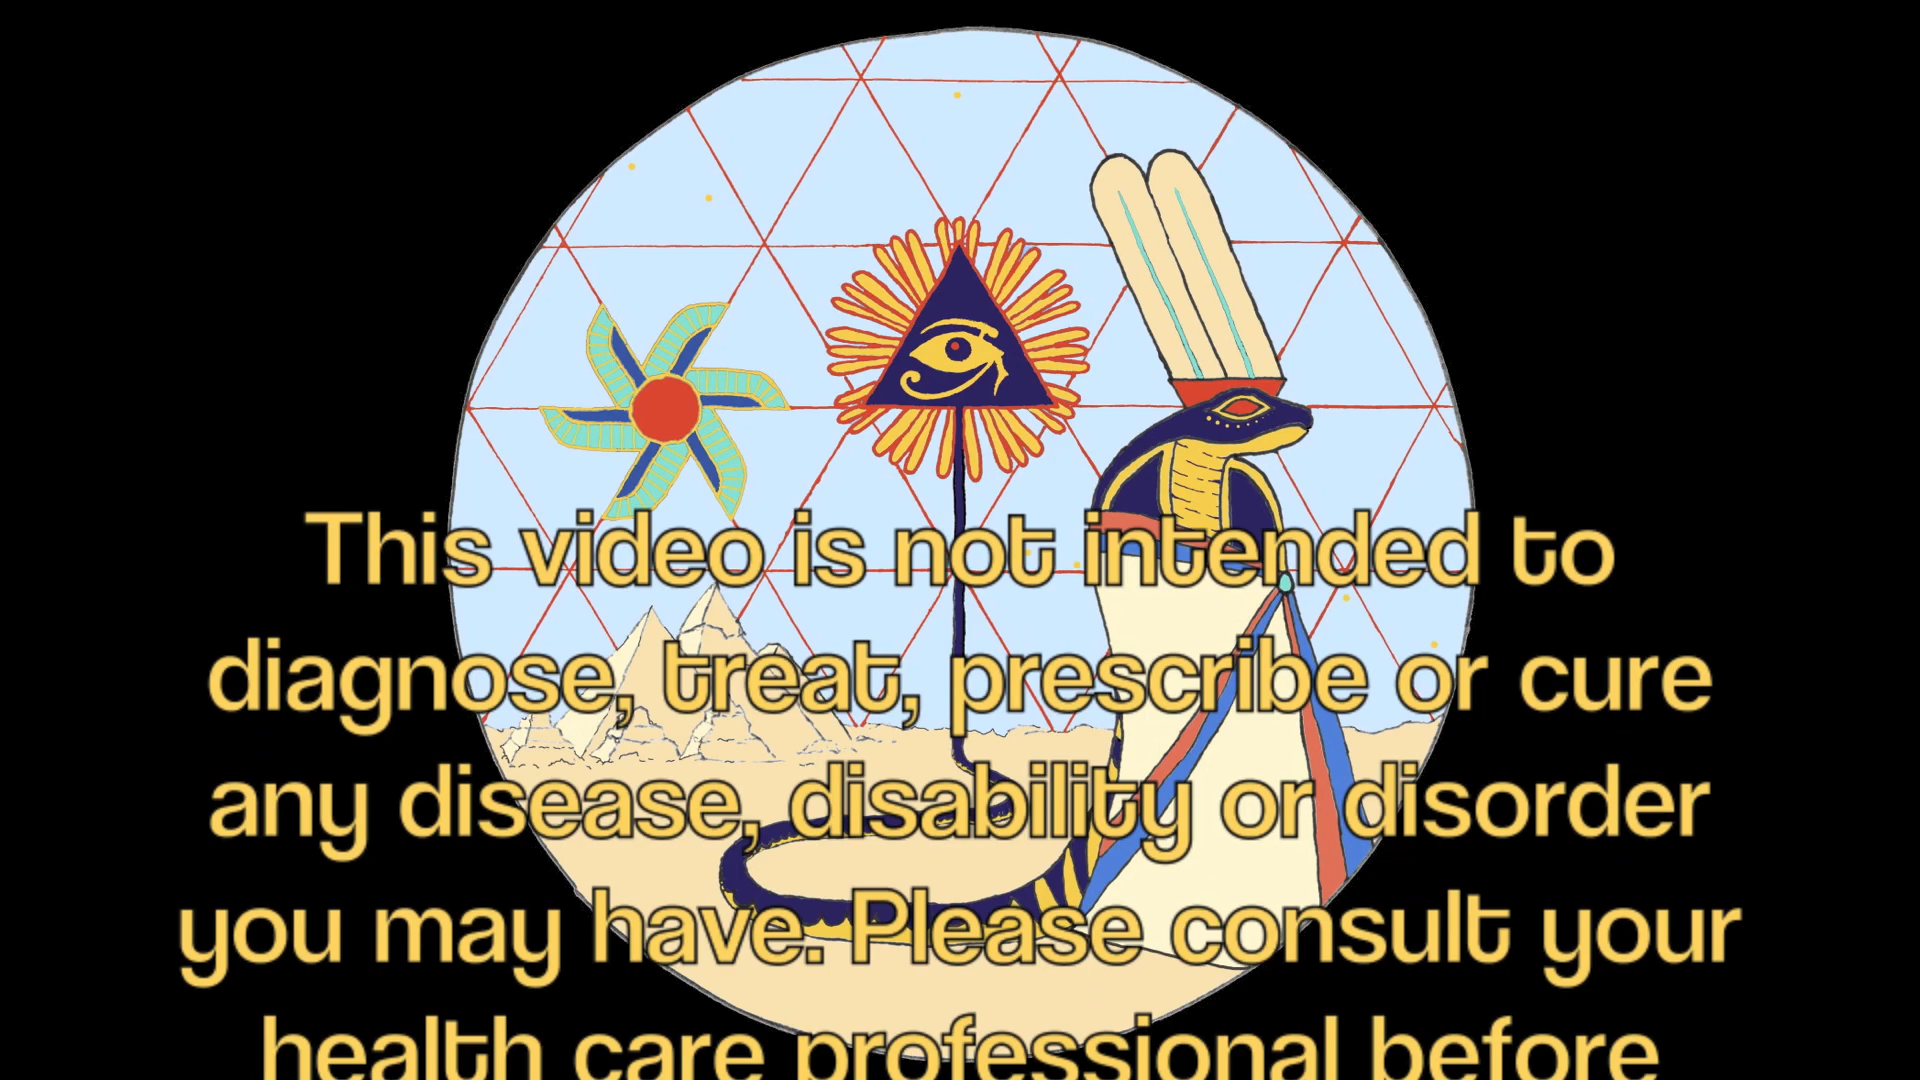 This video is not intended to
diagnose, treat, prescribe or cure
any disease, disability or disorder
you may have. Please consult your
health care professional before